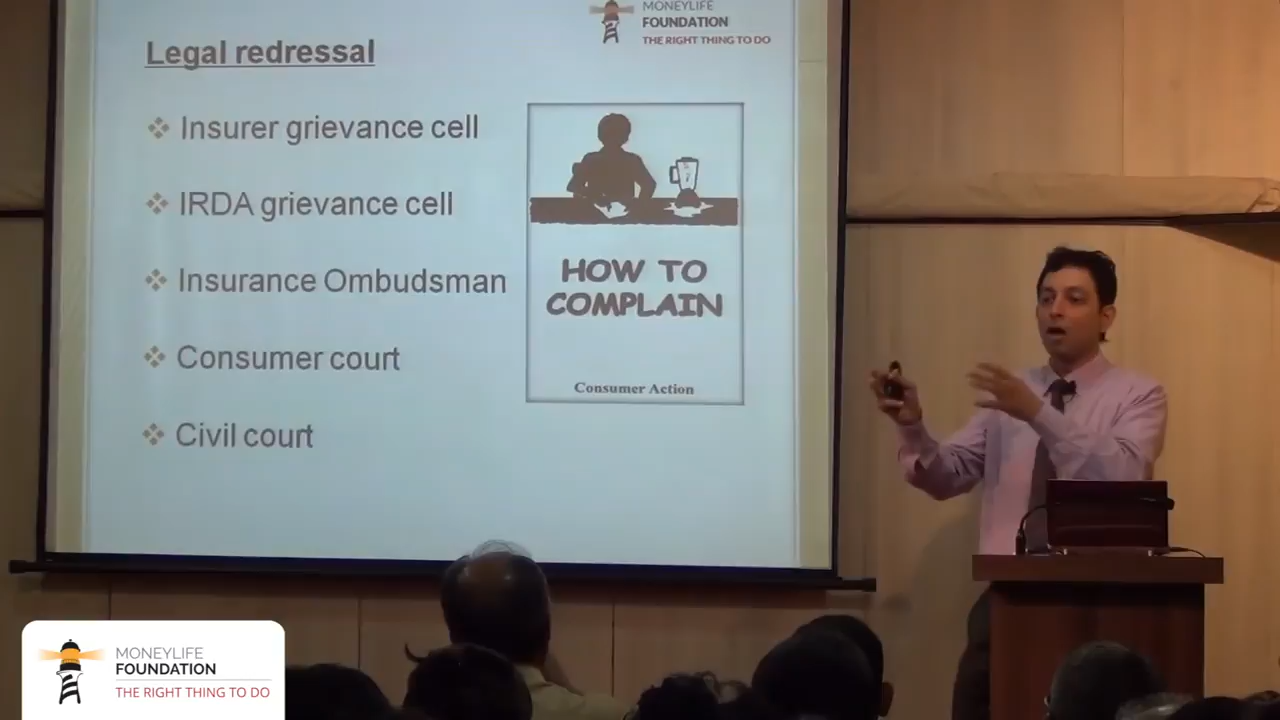 MONEYLIFE
FOUNDATION
THE RIGHT THING TO DO
Legal redressal
Insurer grievance cell
IRDA grievance cell
Insurance Ombudsman
Consumer court
Civil court
HOW TO
COMPLAIN
Consumer Action
MONEYLIFE
FOUNDATION
THE RIGHT THING TO DO